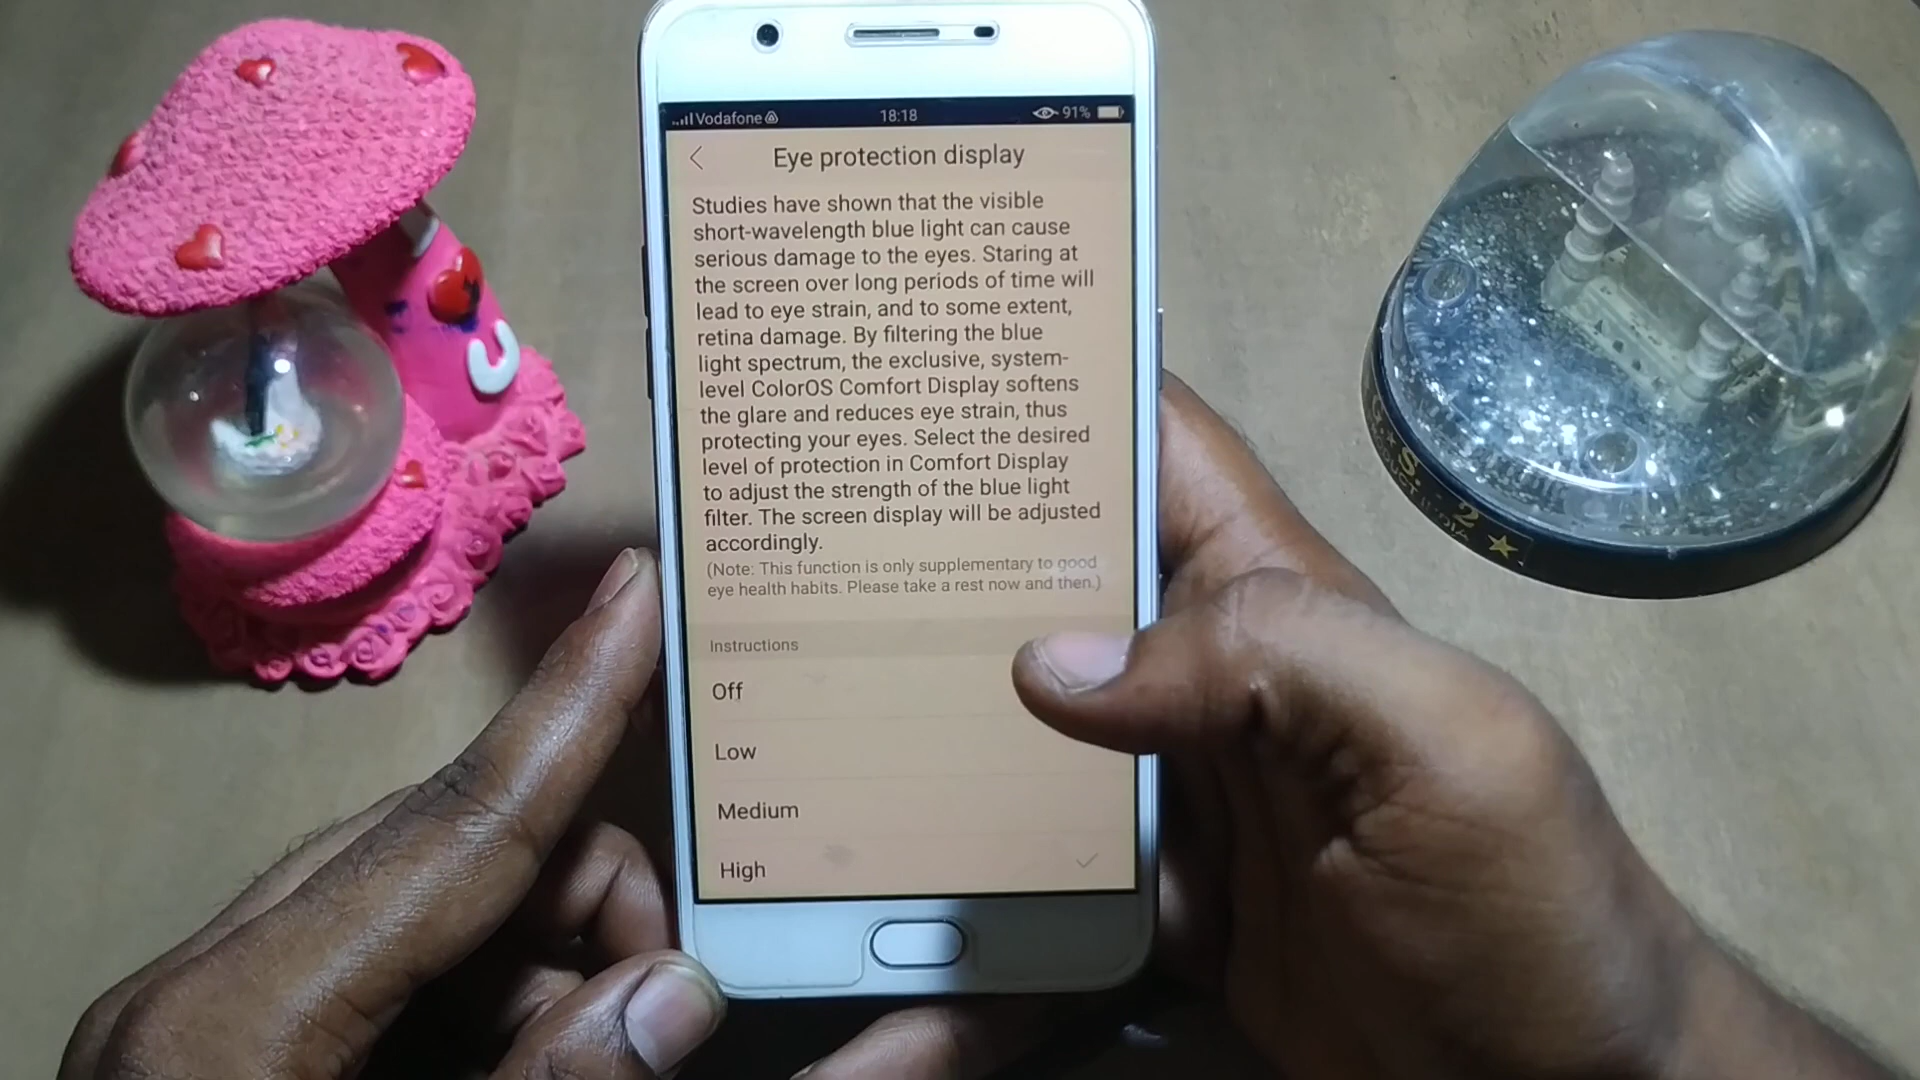 Vodafone 18:18 91%
Eye protection display
Studies have shown that the visible
short-wavelength blue light can cause
serious damage to the eyes. Staring at
the screen over long periods of time will
lead to eye strain, and to some extent,
retina damage. By filtering the blue
light spectrum, the exclusive, system-
level ColorOS Comfort Display softens
the glare and reduces eye strain, thus
protecting your eyes. Select the desired
level of protection in Comfort Display
to adjust the strength of the blue light
filter. The screen display will be adjusted
accordingly.
(Note: This function is only supplementary to good
eye health habits. Please take a rest now and then.)
Instructions
Off
Low
Medium
High